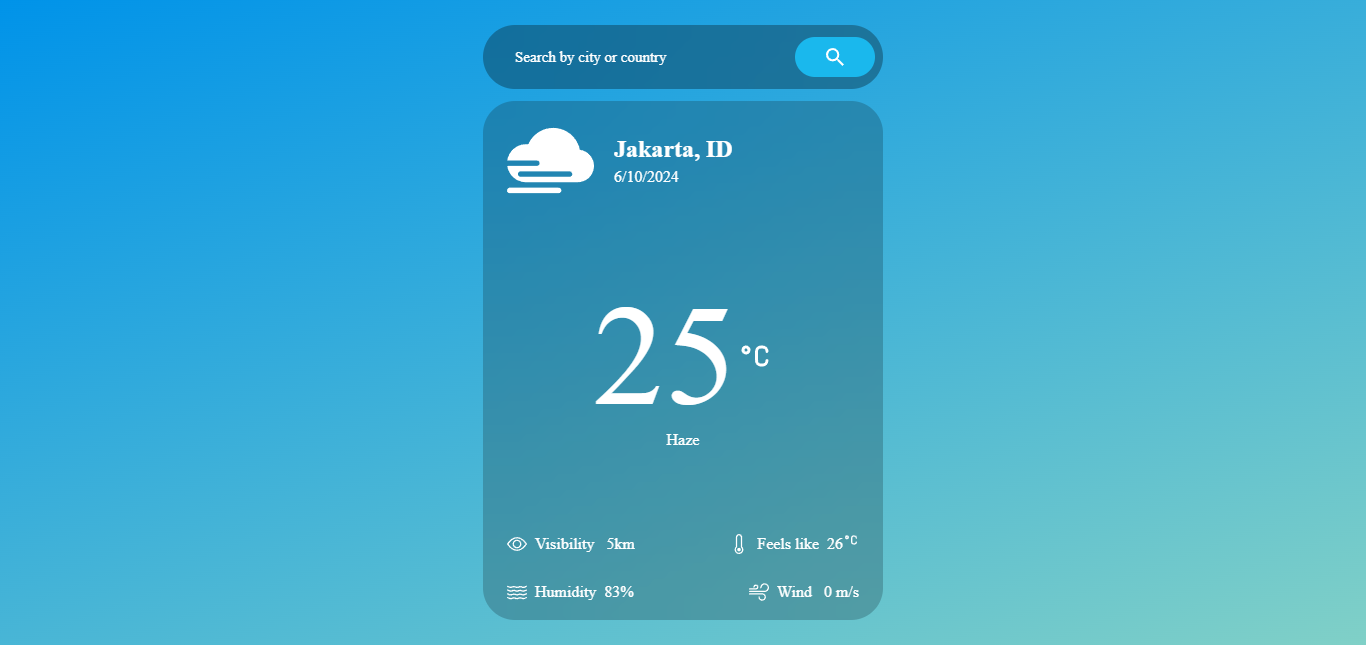 Search by city or country
Jakarta, ID
6/10/2024
25 °C
Haze
Visibility 5km
Feels like 26°C
Humidity 83%
Wind 0 m/s